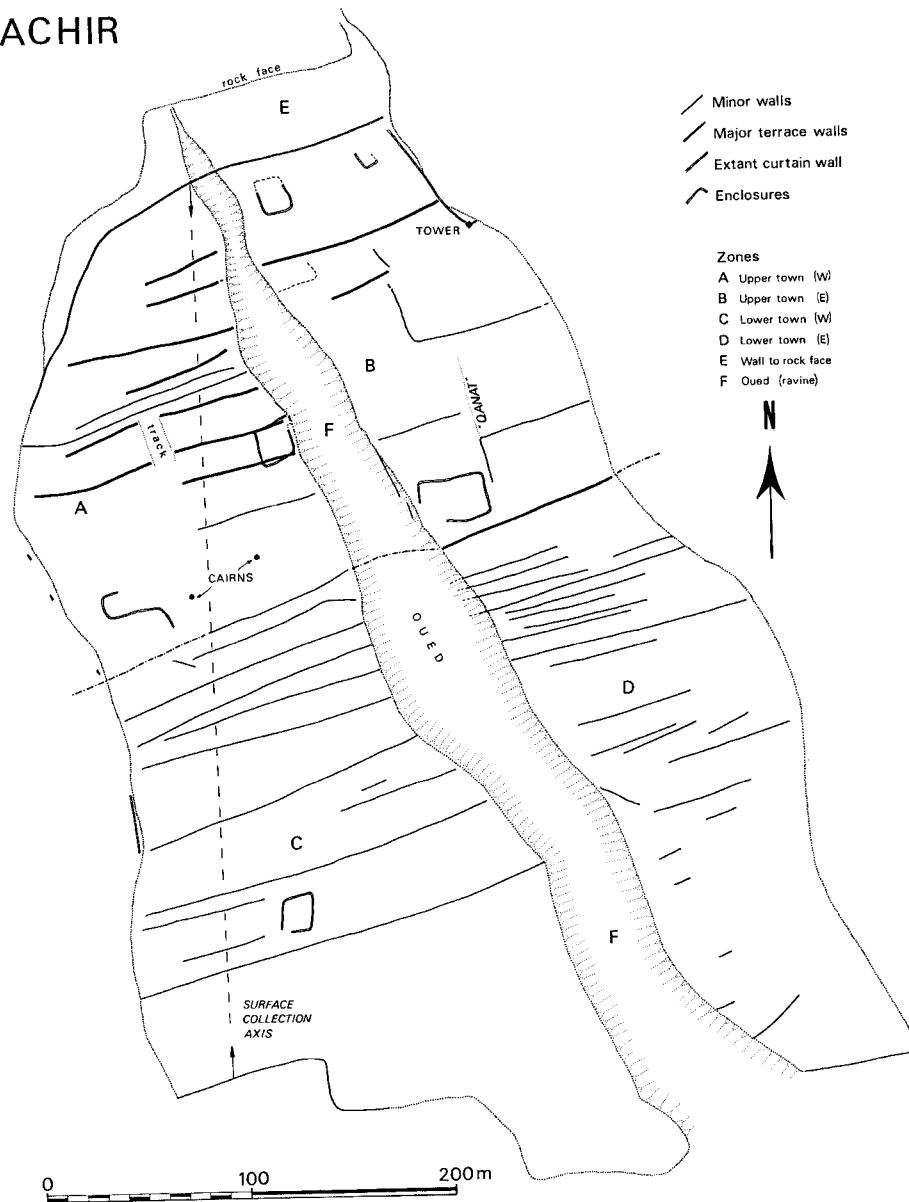 ACHIR
rock face
E
Minor walls
Major terrace walls
Extant curtain wall
Enclosures
TOWER
Zones
A Upper town (W)
B Upper town (E)
C Lower town (W)
D Lower town (E)
E Wall to rock face
F Oued (ravine)
N
B
QANAT
F
track
A
CAIRNS
OUED
D
C
F
SURFACE
COLLECTION
AXIS
0 100 200m